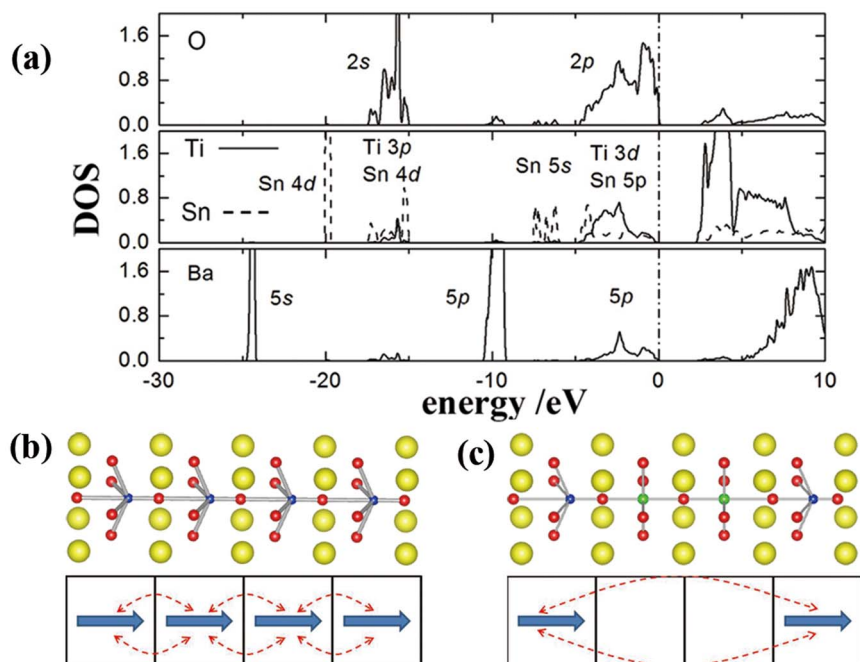 (a)
DOS
1.6
0.8
0.0
O
2s
2p
1.6
0.8
0.0
Ti
Sn
Sn 4d
Ti 3p
Sn 4d
Sn 5s
Ti 3d
Sn 5p
1.6
0.8
0.0
Ba
5s
5p
5p
-30 -20 -10 0 10
energy /eV
(b)
(c)